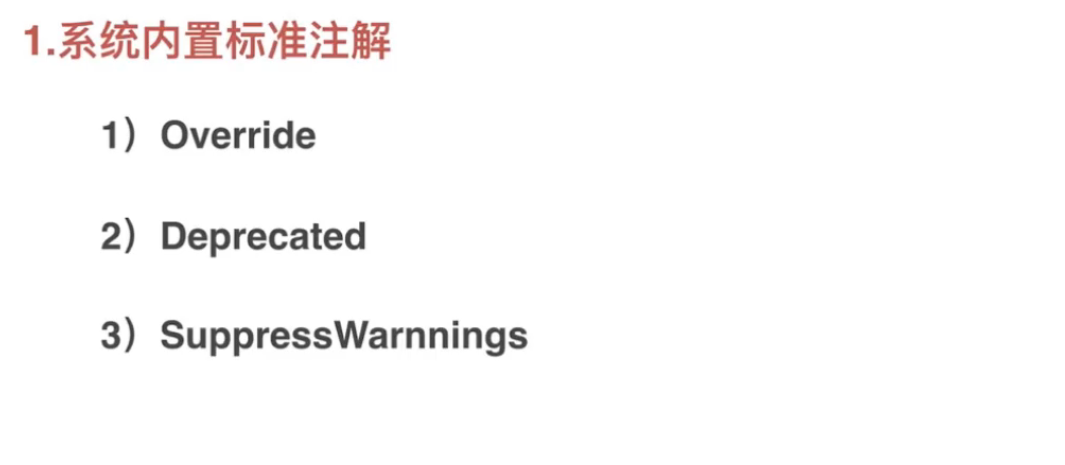 1.系统内置标准注解
1）Override
2）Deprecated
3）SuppressWarnnings